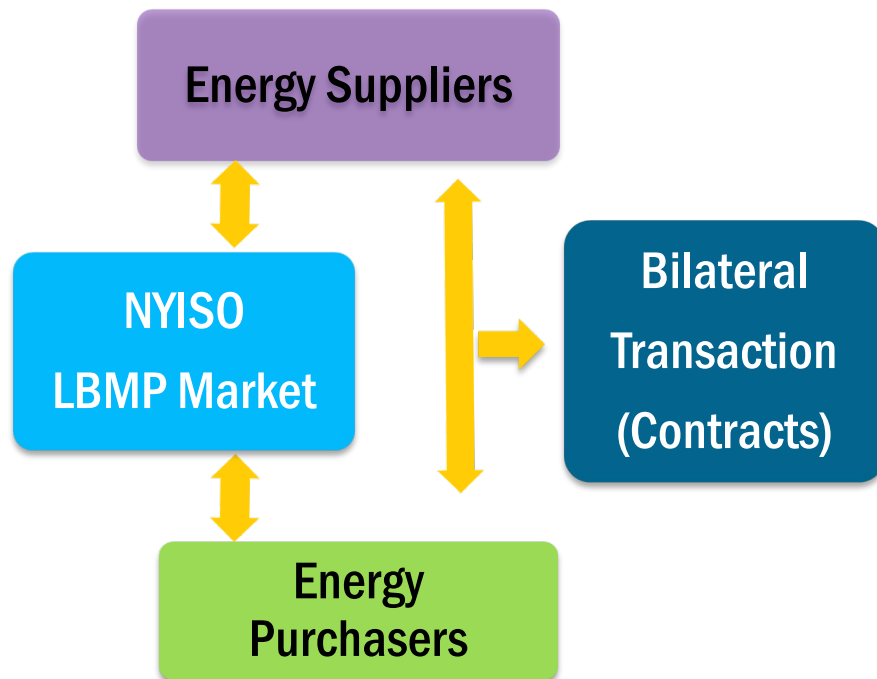 Energy Suppliers
NYISO
LBMP Market
Bilateral
Transaction
(Contracts)
Energy
Purchasers